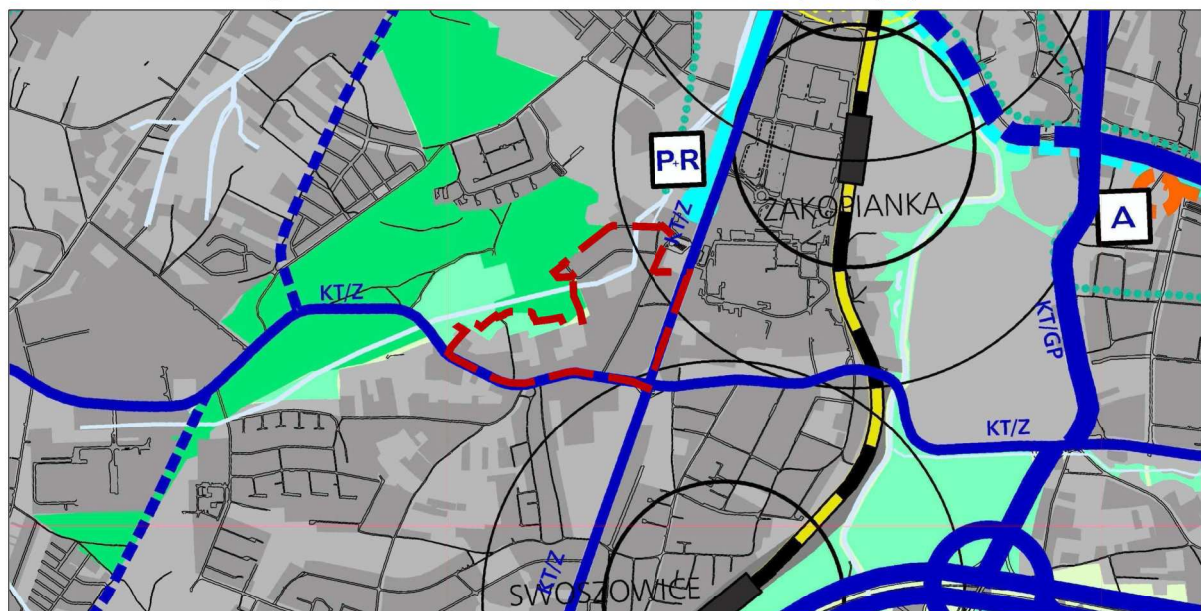 P+R
KT/Z
ZAKOPIANKA
A
KT/Z
KT/GP
KT/Z
KT/Z
SWOSZOWICE